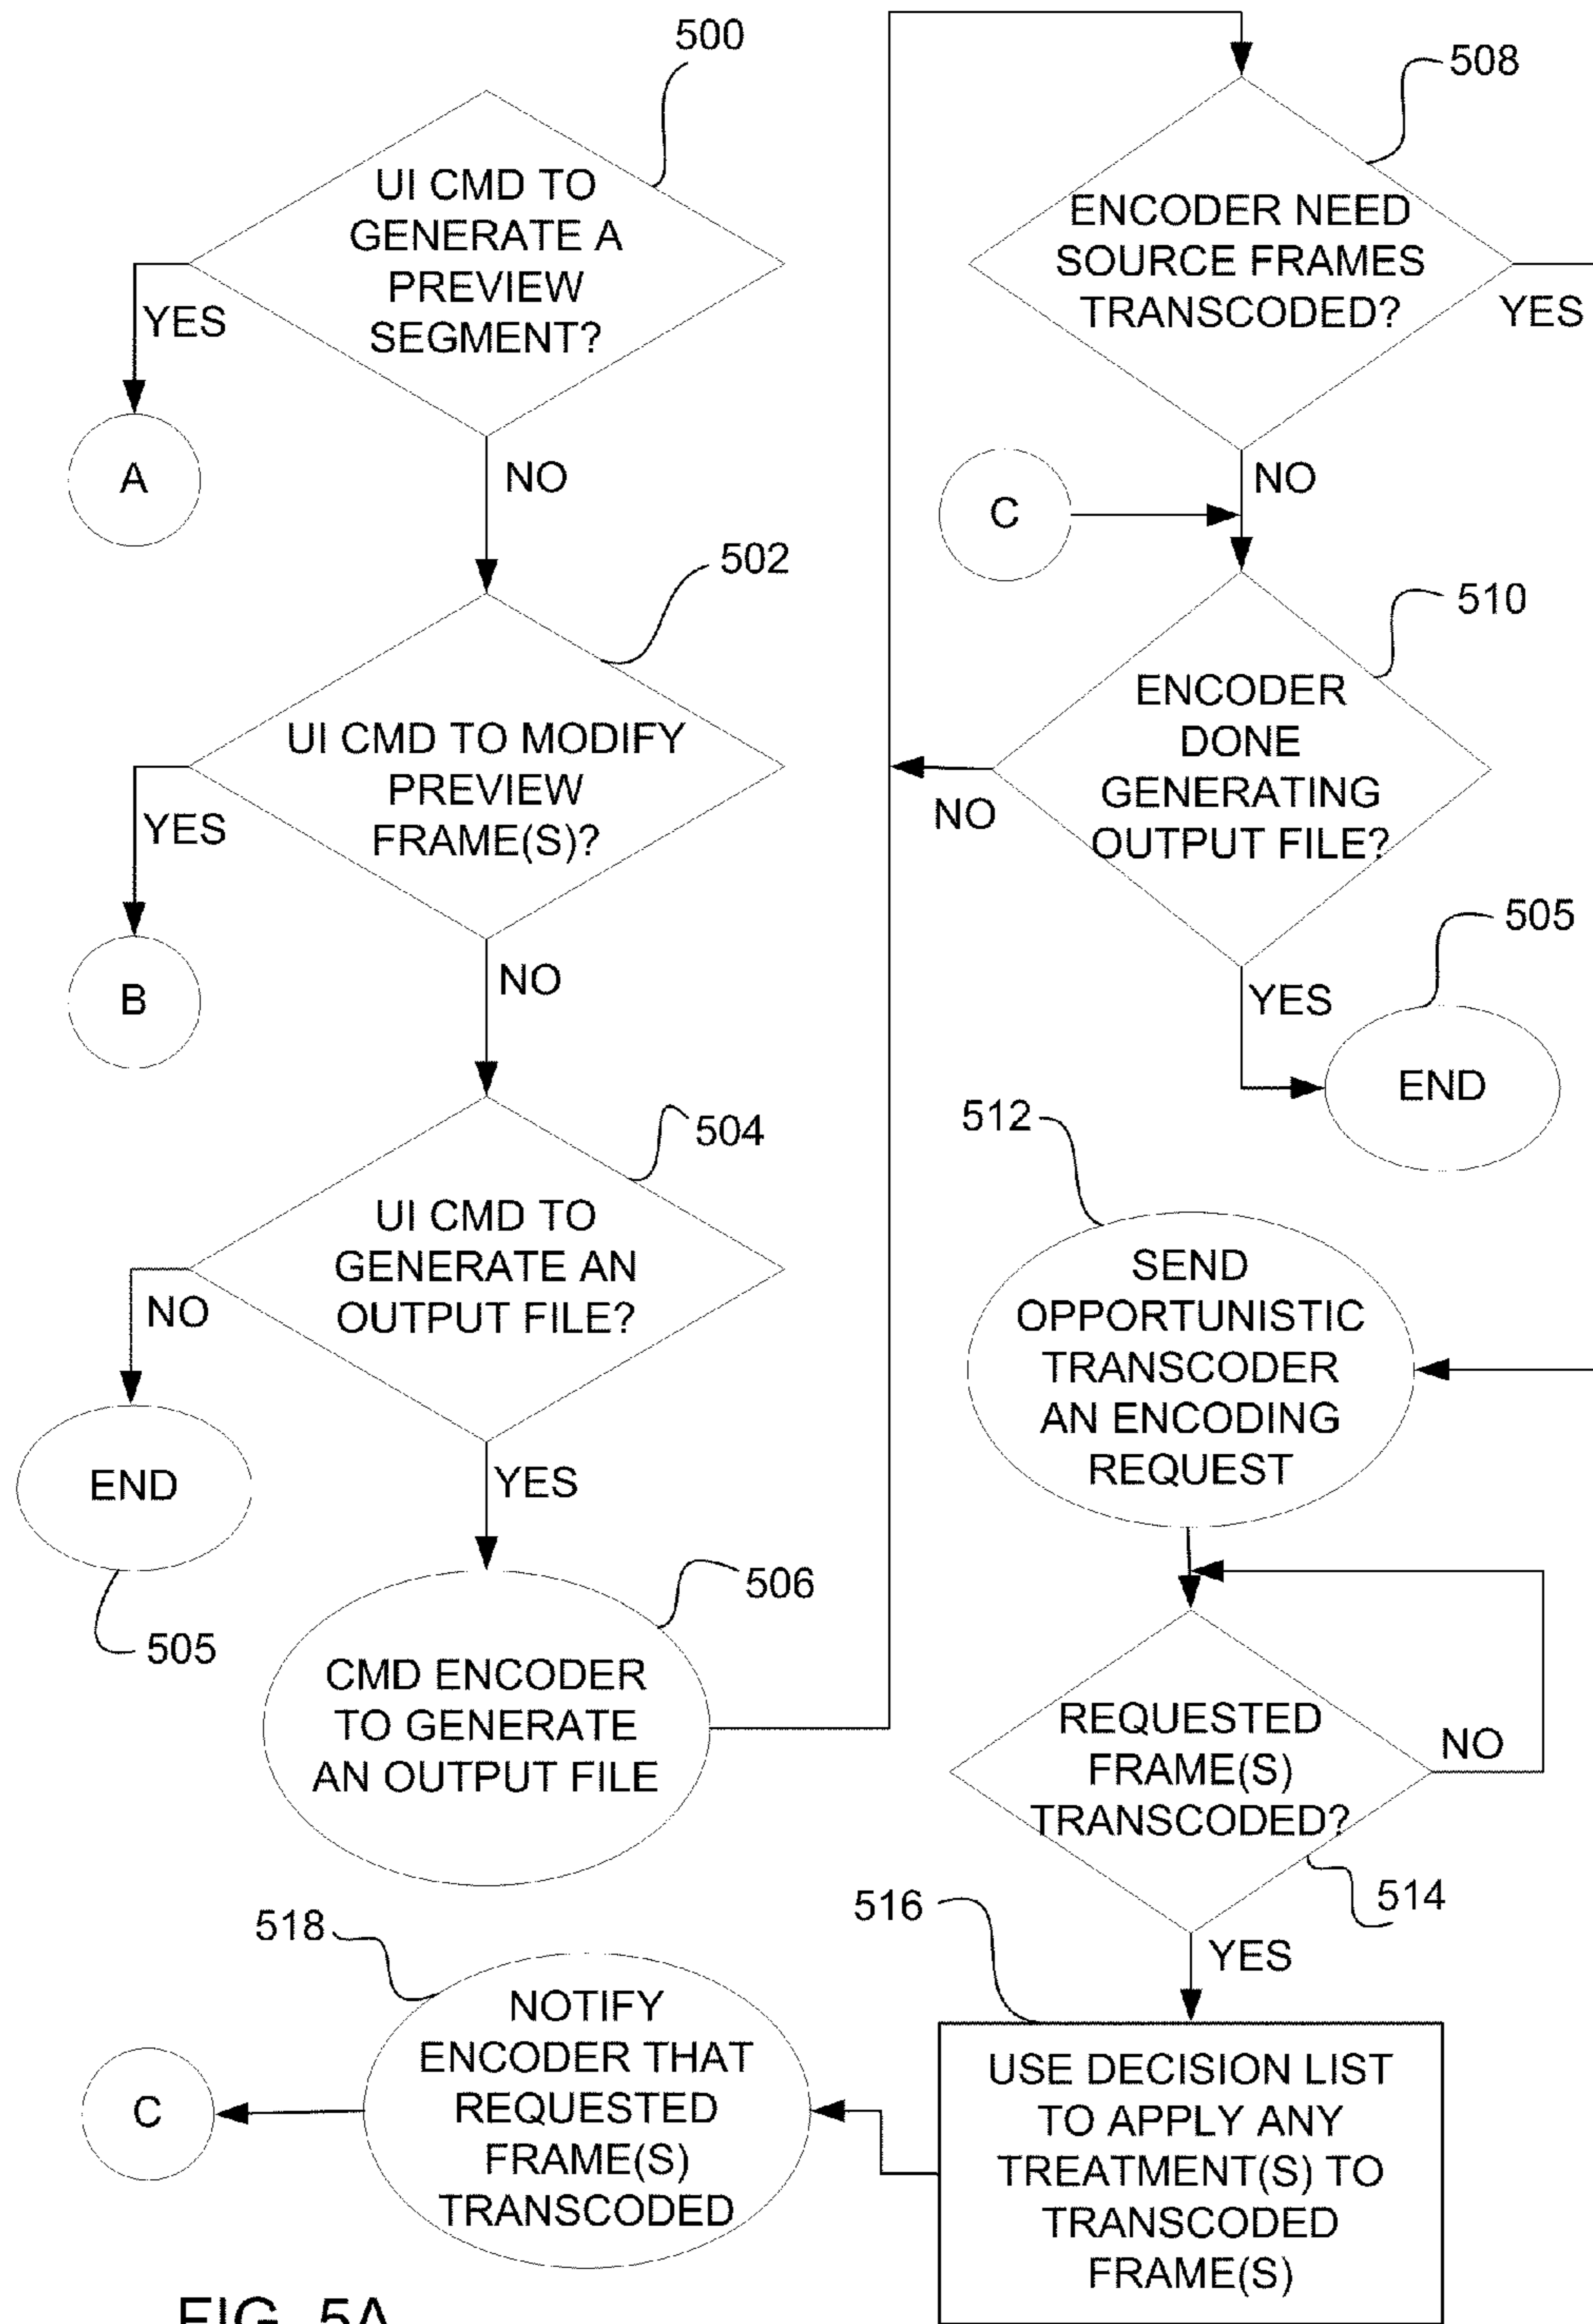 500
UI CMD TO
GENERATE A
PREVIEW
SEGMENT?
YES
A
NO
502
UI CMD TO MODIFY
PREVIEW
FRAME(S)?
YES
B
NO
504
UI CMD TO
GENERATE AN
OUTPUT FILE?
NO
END
505
YES
506
CMD ENCODER
TO GENERATE
AN OUTPUT FILE
508
ENCODER NEED
SOURCE FRAMES
TRANSCODED?
YES
NO
C
510
ENCODER
DONE
GENERATING
OUTPUT FILE?
NO
YES
505
END
512
SEND
OPPORTUNISTIC
TRANSCODER
AN ENCODING
REQUEST
REQUESTED
FRAME(S)
TRANSCODED?
NO
514
YES
516
USE DECISION LIST
TO APPLY ANY
TREATMENT(S) TO
TRANSCODED
FRAME(S)
518
NOTIFY
ENCODER THAT
REQUESTED
FRAME(S)
TRANSCODED
C
FIG. 5A